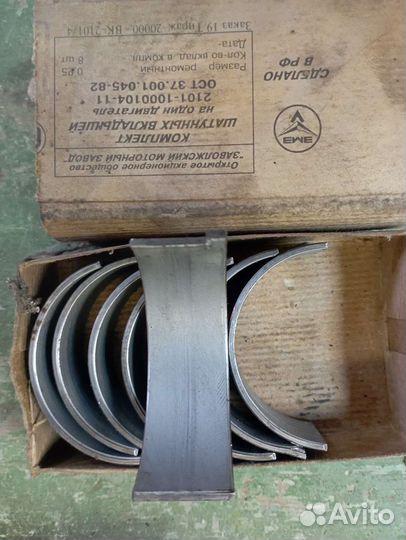 Открытое акционерное общество
"ЗАВОЛЖСКИЙ МОТОРНЫЙ ЗАВОД"
КОМПЛЕКТ
ШАТУННЫХ ВКЛАДЫШЕЙ
НА ОДИН ДВИГАТЕЛЬ
2101-1000104-11
ОСТ 37.001.045-82
Размер ремонтный 0,25
Кол-во вклад. в компл. 8 шт
Дата-
ЗМЗ
СДЕЛАНО
В РФ
Заказ 19 Тираж 20000 ВК-2101/4
Avito